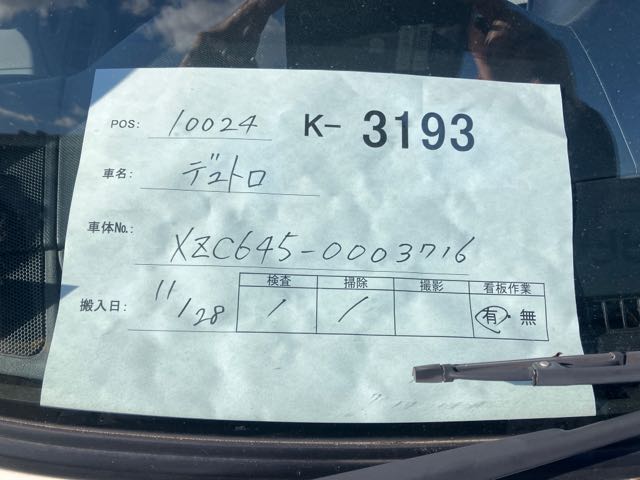 POS: 10024 K- 3193
車名: デュトロ
車体No.: XZC645-0003716
搬入日: 11/28
検査 掃除 撮影 看板作業
/ / 有・無